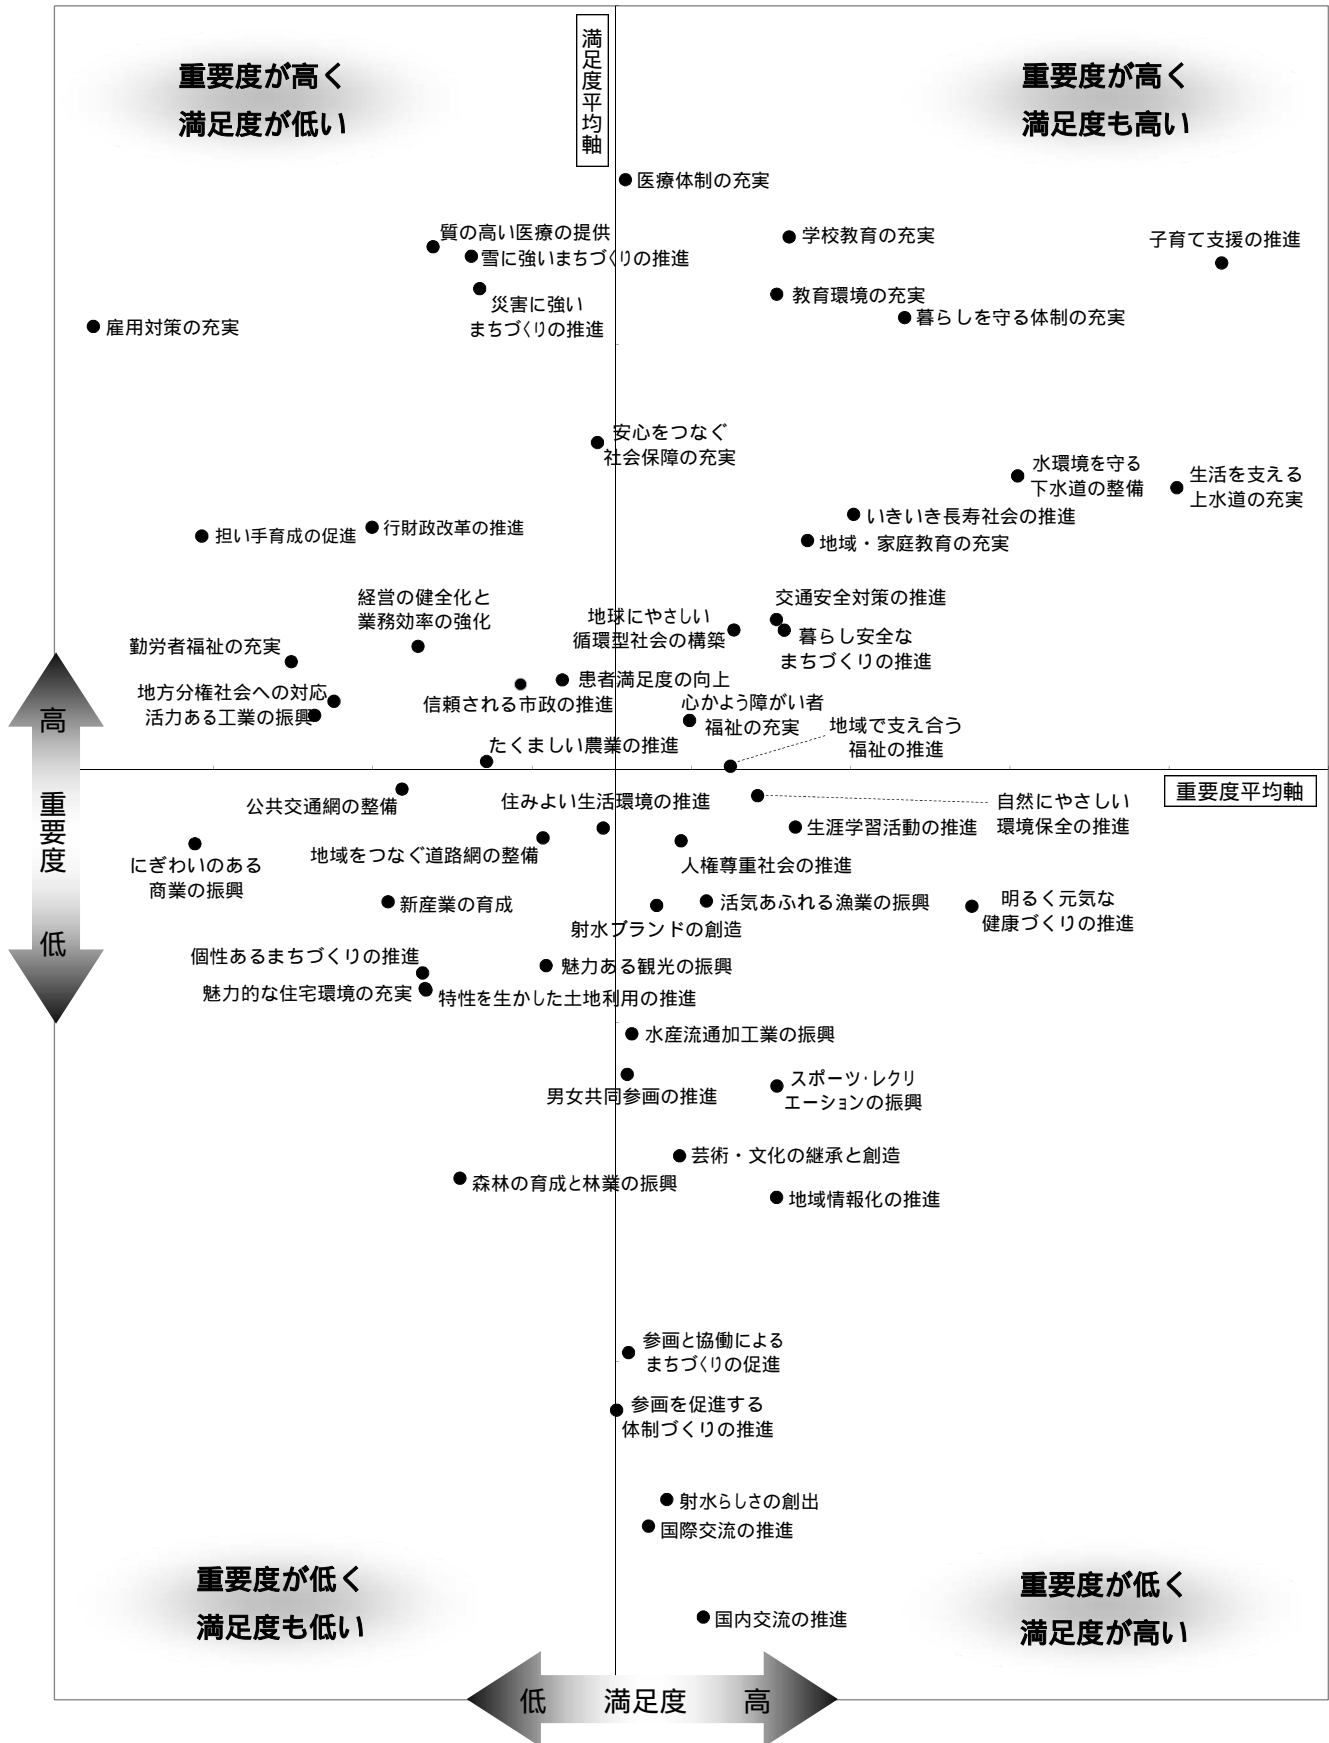 重要度が高く
満足度が低い
満足度平均軸
重要度が高く
満足度も高い
医療体制の充実
質の高い医療の提供
雪に強いまちづくりの推進
災害に強い
まちづくりの推進
雇用対策の充実
学校教育の充実
子育て支援の推進
教育環境の充実
暮らしを守る体制の充実
安心をつなぐ
社会保障の充実
水環境を守る
下水道の整備
生活を支える
上水道の充実
いきいき長寿社会の推進
地域・家庭教育の充実
担い手育成の促進
行財政改革の推進
経営の健全化と
業務効率の強化
地球にやさしい
循環型社会の構築
交通安全対策の推進
暮らし安全な
まちづくりの推進
勤労者福祉の充実
患者満足度の向上
信頼される市政の推進
地方分権社会への対応
活力ある工業の振興
心かよう障がい者
福祉の充実
地域で支え合う
福祉の推進
たくましい農業の推進
高
重要度
低
重要度平均軸
公共交通網の整備
住みよい生活環境の推進
自然にやさしい
環境保全の推進
生涯学習活動の推進
地域をつなぐ道路網の整備
人権尊重社会の推進
にぎわいのある
商業の振興
新産業の育成
活気あふれる漁業の振興
射水ブランドの創造
明るく元気な
健康づくりの推進
個性あるまちづくりの推進
魅力ある観光の振興
魅力的な住宅環境の充実
特性を生かした土地利用の推進
水産流通加工業の振興
男女共同参画の推進
スポーツ・レクリ
エーションの振興
芸術・文化の継承と創造
森林の育成と林業の振興
地域情報化の推進
参画と協働による
まちづくりの促進
参画を促進する
体制づくりの推進
射水らしさの創出
国際交流の推進
重要度が低く
満足度も低い
重要度が低く
満足度が高い
国内交流の推進
低 満足度 高